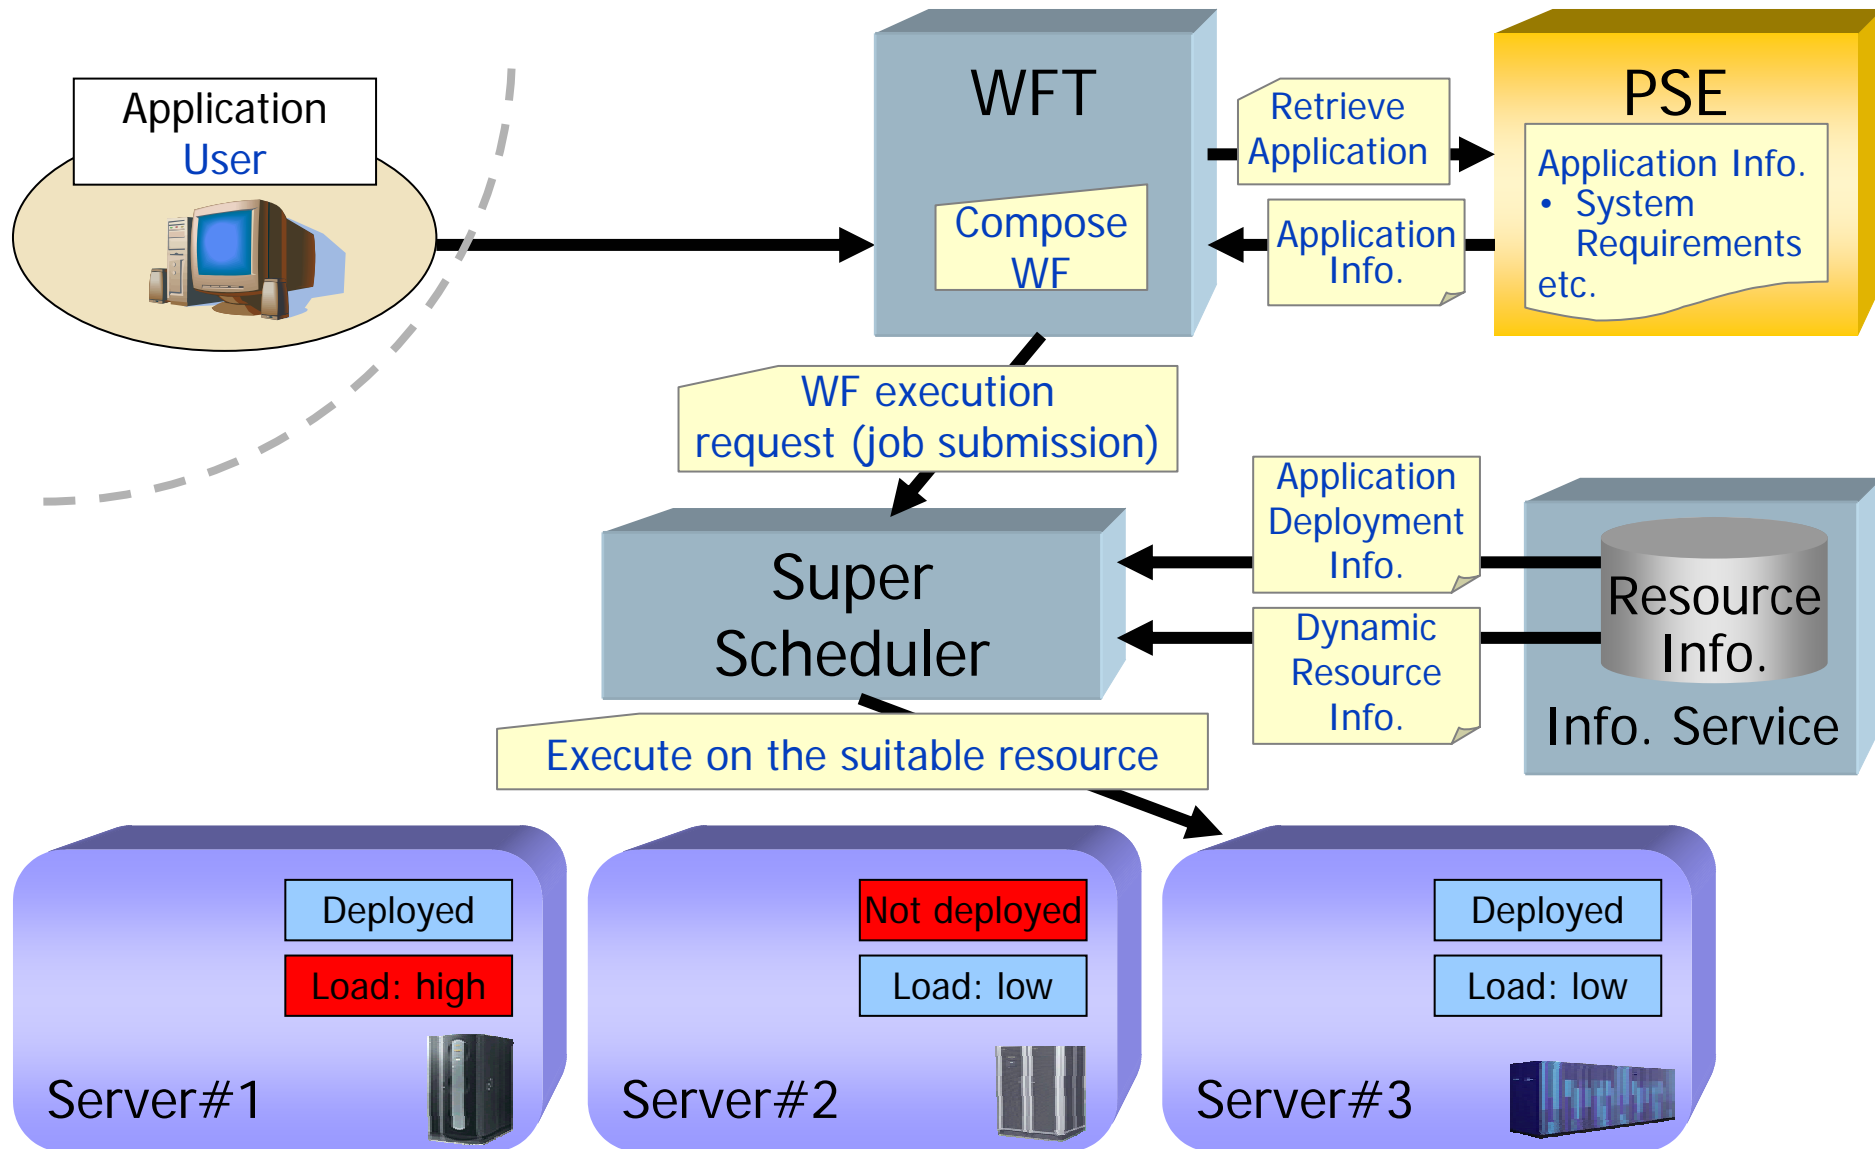 Application
User
WFT
Compose
WF
Retrieve
Application
Application
Info.
PSE
Application Info.
• System
Requirements
etc.
WF execution
request (job submission)
Super
Scheduler
Application
Deployment
Info.
Dynamic
Resource
Info.
Resource
Info.
Info. Service
Execute on the suitable resource
Deployed
Load: high
Server#1
Not deployed
Load: low
Server#2
Deployed
Load: low
Server#3